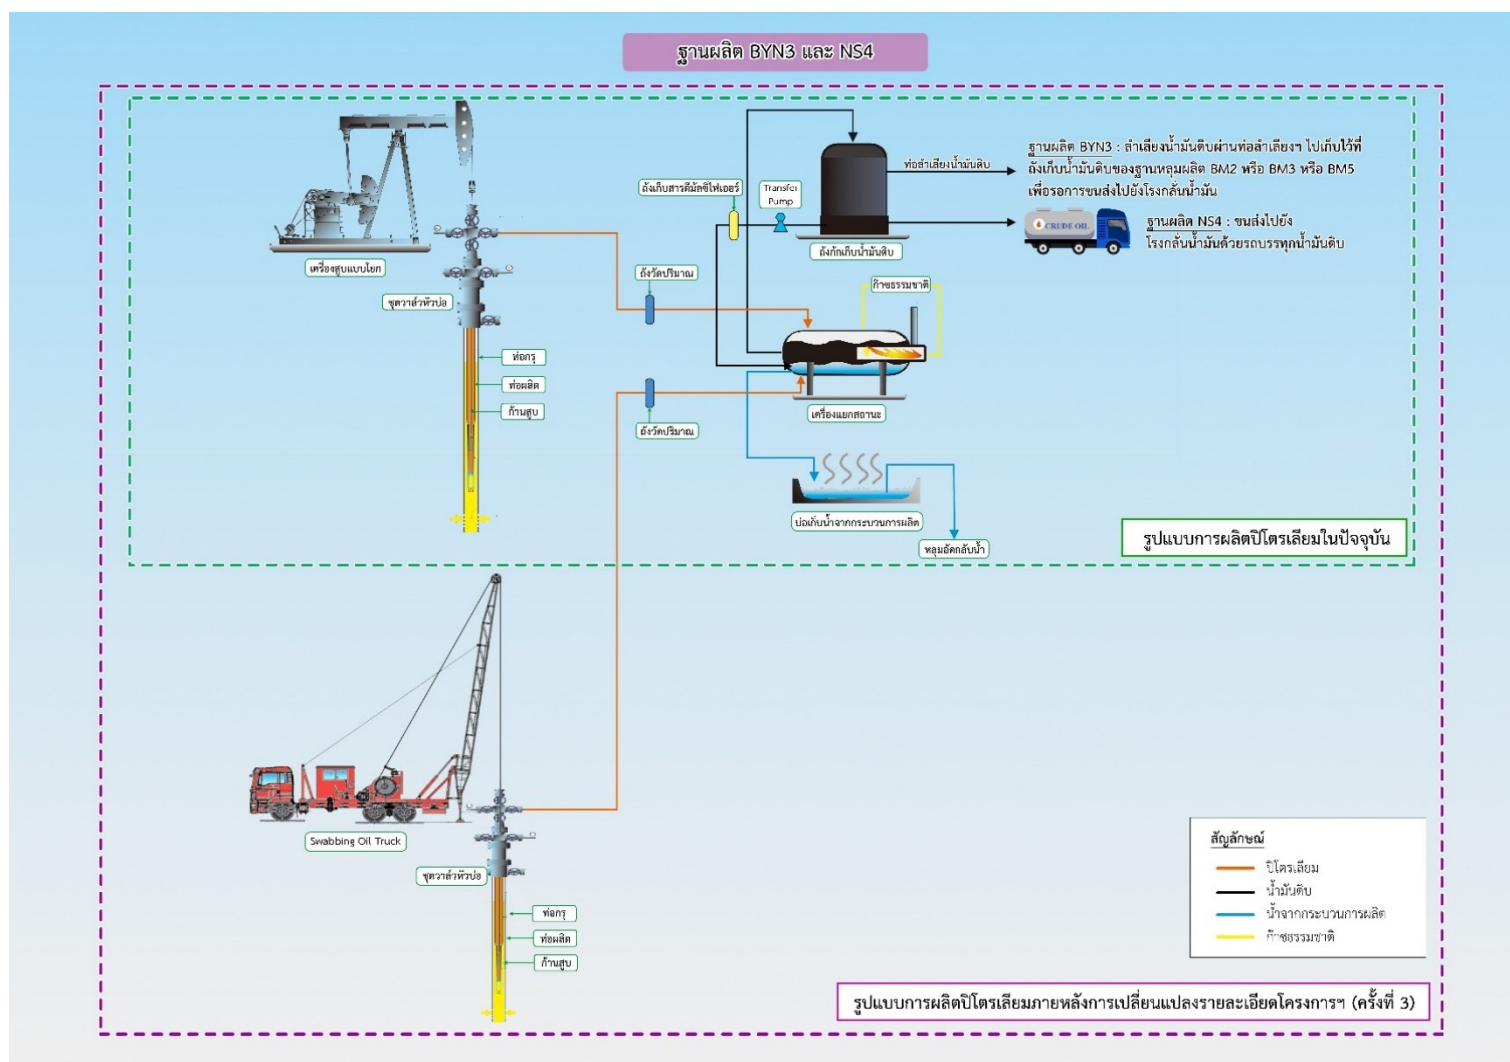 ฐานผลิต BYN3 และ NS4
ถังเก็บสารดีมัลซิไฟเออร์
Transfer
Pump
ท่อลำเลียงน้ำมันดิบ
ฐานผลิต BYN3 : ลำเลียงน้ำมันดิบผ่านท่อลำเลียงฯ ไปเก็บไว้ที่
ถังเก็บน้ำมันดิบของฐานหลุมผลิต BM2 หรือ BM3 หรือ BM5
เพื่อรอการขนส่งไปยังโรงกลั่นน้ำมัน
CRUDE OIL
ฐานผลิต NS4 : ขนส่งไปยัง
โรงกลั่นน้ำมันด้วยรถบรรทุกน้ำมันดิบ
ถังกักเก็บน้ำมันดิบ
เครื่องสูบแบบโยก
ถังวัดปริมาณ
ก๊าซธรรมชาติ
ชุดวาล์วหัวบ่อ
ท่อกรุ
ท่อผลิต
ก้านสูบ
ถังวัดปริมาณ
เครื่องแยกสถานะ
บ่อเก็บน้ำจากกระบวนการผลิต
หลุมอัดกลับน้ำ
รูปแบบการผลิตปิโตรเลียมในปัจจุบัน
Swabbing Oil Truck
ชุดวาล์วหัวบ่อ
ท่อกรุ
ท่อผลิต
ก้านสูบ
สัญลักษณ์
ปิโตรเลียม
น้ำมันดิบ
น้ำจากกระบวนการผลิต
ก๊าซธรรมชาติ
รูปแบบการผลิตปิโตรเลียมภายหลังการเปลี่ยนแปลงรายละเอียดโครงการฯ (ครั้งที่ 3)